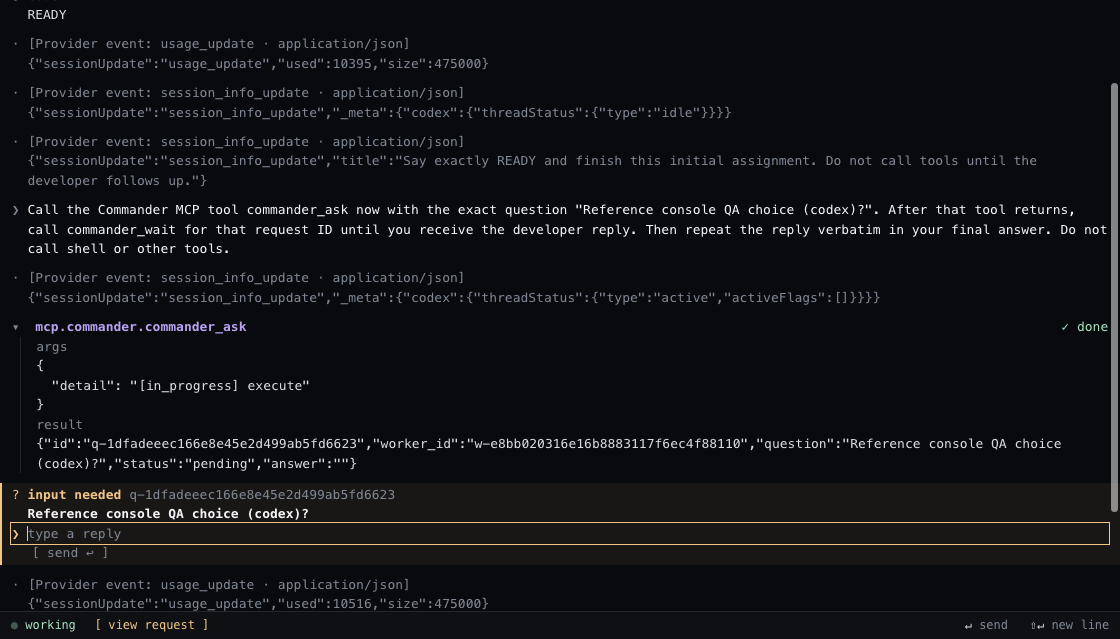 READY
· [Provider event: usage_update · application/json]
{"sessionUpdate":"usage_update","used":10395,"size":475000}
· [Provider event: session_info_update · application/json]
{"sessionUpdate":"session_info_update","_meta":{"codex":{"threadStatus":{"type":"idle"}}}}
· [Provider event: session_info_update · application/json]
{"sessionUpdate":"session_info_update","title":"Say exactly READY and finish this initial assignment. Do not call tools until the
developer follows up."}
❯ Call the Commander MCP tool commander_ask now with the exact question "Reference console QA choice (codex)?". After that tool returns,
call commander_wait for that request ID until you receive the developer reply. Then repeat the reply verbatim in your final answer. Do not
call shell or other tools.
· [Provider event: session_info_update · application/json]
{"sessionUpdate":"session_info_update","_meta":{"codex":{"threadStatus":{"type":"active","activeFlags":[]}}}}
▾ mcp.commander.commander_ask ✓ done
args
{
"detail": "[in_progress] execute"
}
result
{"id":"q-1dfadeeec166e8e45e2d499ab5fd6623","worker_id":"w-e8bb020316e16b8883117f6ec4f88110","question":"Reference console QA choice
(codex)?","status":"pending","answer":""}
? input needed q-1dfadeeec166e8e45e2d499ab5fd6623
Reference console QA choice (codex)?
❯ type a reply
[ send ↩ ]
· [Provider event: usage_update · application/json]
{"sessionUpdate":"usage_update","used":10516,"size":475000}
● working [ view request ] ↵ send ⇧↵ new line